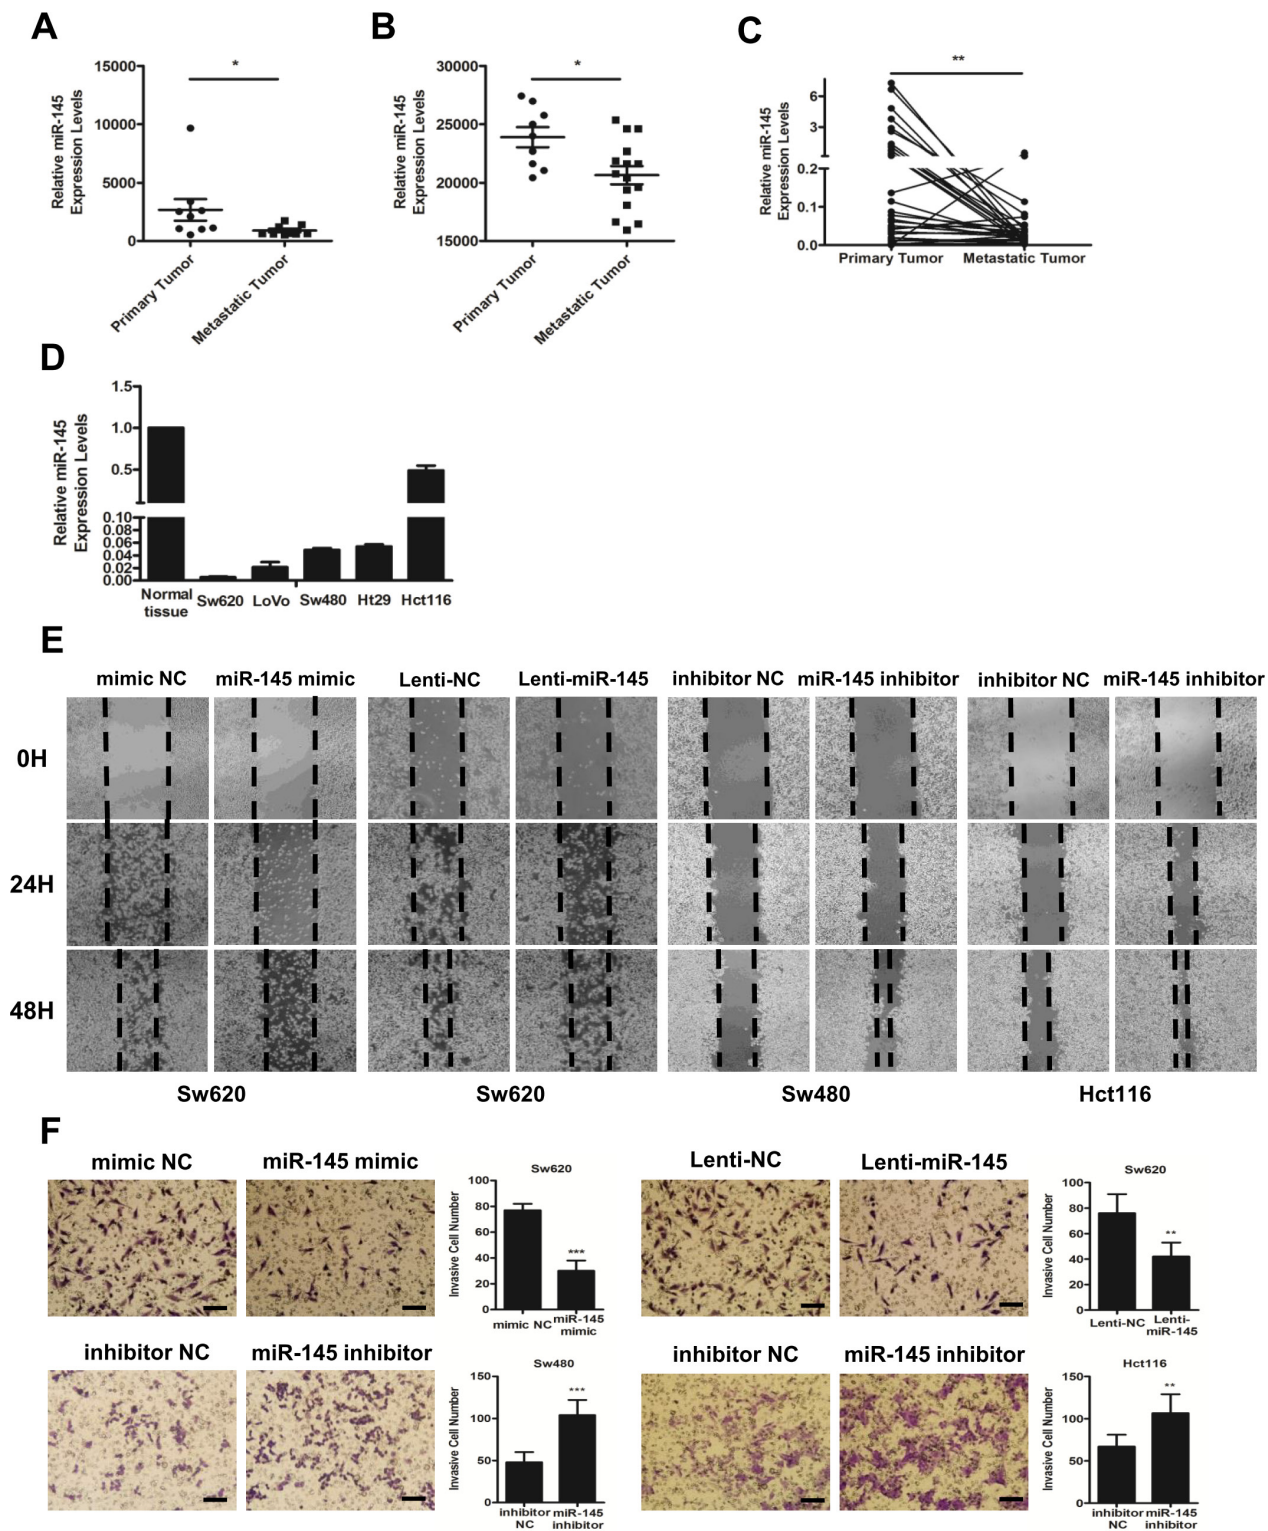 A
B
C
Relative miR-145
Expression Levels
15000
10000
5000
0
*
Primary Tumor
Metastatic Tumor
Relative miR-145
Expression Levels
30000
25000
20000
15000
*
Primary Tumor
Metastatic Tumor
Relative miR-145
Expression Levels
6
3
0.2
0.1
0.0
**
Primary Tumor
Metastatic Tumor
D
Relative miR-145
Expression Levels
1.5
1.0
0.5
0.10
0.08
0.06
0.04
0.02
0.00
Normal
tissue
Sw620
LoVo
Sw480
Ht29
Hct116
E
mimic NC
miR-145 mimic
Lenti-NC
Lenti-miR-145
inhibitor NC
miR-145 inhibitor
inhibitor NC
miR-145 inhibitor
0H
24H
48H
Sw620
Sw620
Sw480
Hct116
F
mimic NC
miR-145 mimic
Sw620
Invasive Cell Number
100
80
60
40
20
0
***
mimic NC
miR-145
mimic
Lenti-NC
Lenti-miR-145
Sw620
Invasive Cell Number
100
80
60
40
20
0
**
Lenti-NC
Lenti-
miR-145
inhibitor NC
miR-145 inhibitor
Sw480
Invasive Cell Number
150
100
50
0
***
inhibitor
NC
miR-145
inhibitor
inhibitor NC
miR-145 inhibitor
Hct116
Invasive Cell Number
150
100
50
0
**
inhibitor
NC
miR-145
inhibitor